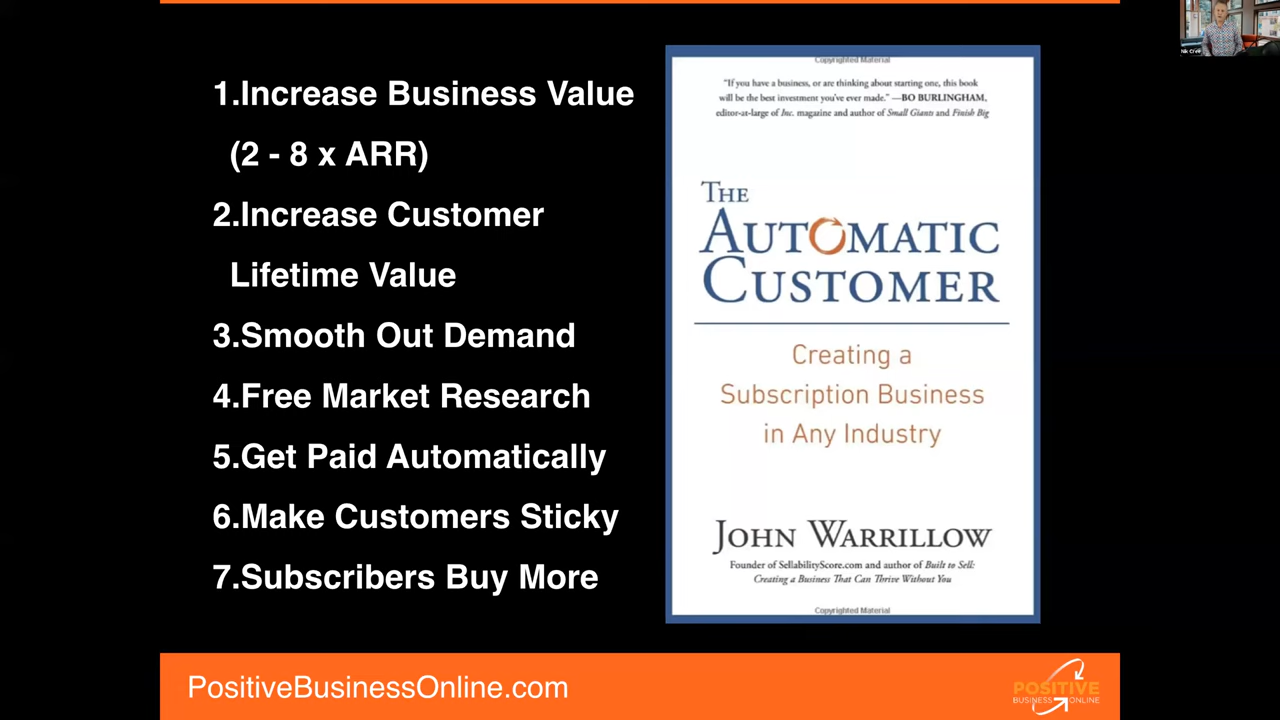 1.Increase Business Value
(2 - 8 x ARR)
2.Increase Customer
Lifetime Value
3.Smooth Out Demand
4.Free Market Research
5.Get Paid Automatically
6.Make Customers Sticky
7.Subscribers Buy More
Copyrighted Material
"If you have a business, or are thinking about starting one, this book
will be the best investment you've ever made." —BO BURLINGHAM,
editor-at-large of Inc. magazine and author of Small Giants and Finish Big
THE
AUTOMATIC
CUSTOMER
Creating a
Subscription Business
in Any Industry
JOHN WARRILLOW
Founder of SellabilityScore.com and author of Built to Sell:
Creating a Business That Can Thrive Without You
Copyrighted Material
PositiveBusinessOnline.com
POSITIVE
BUSINESS ONLINE